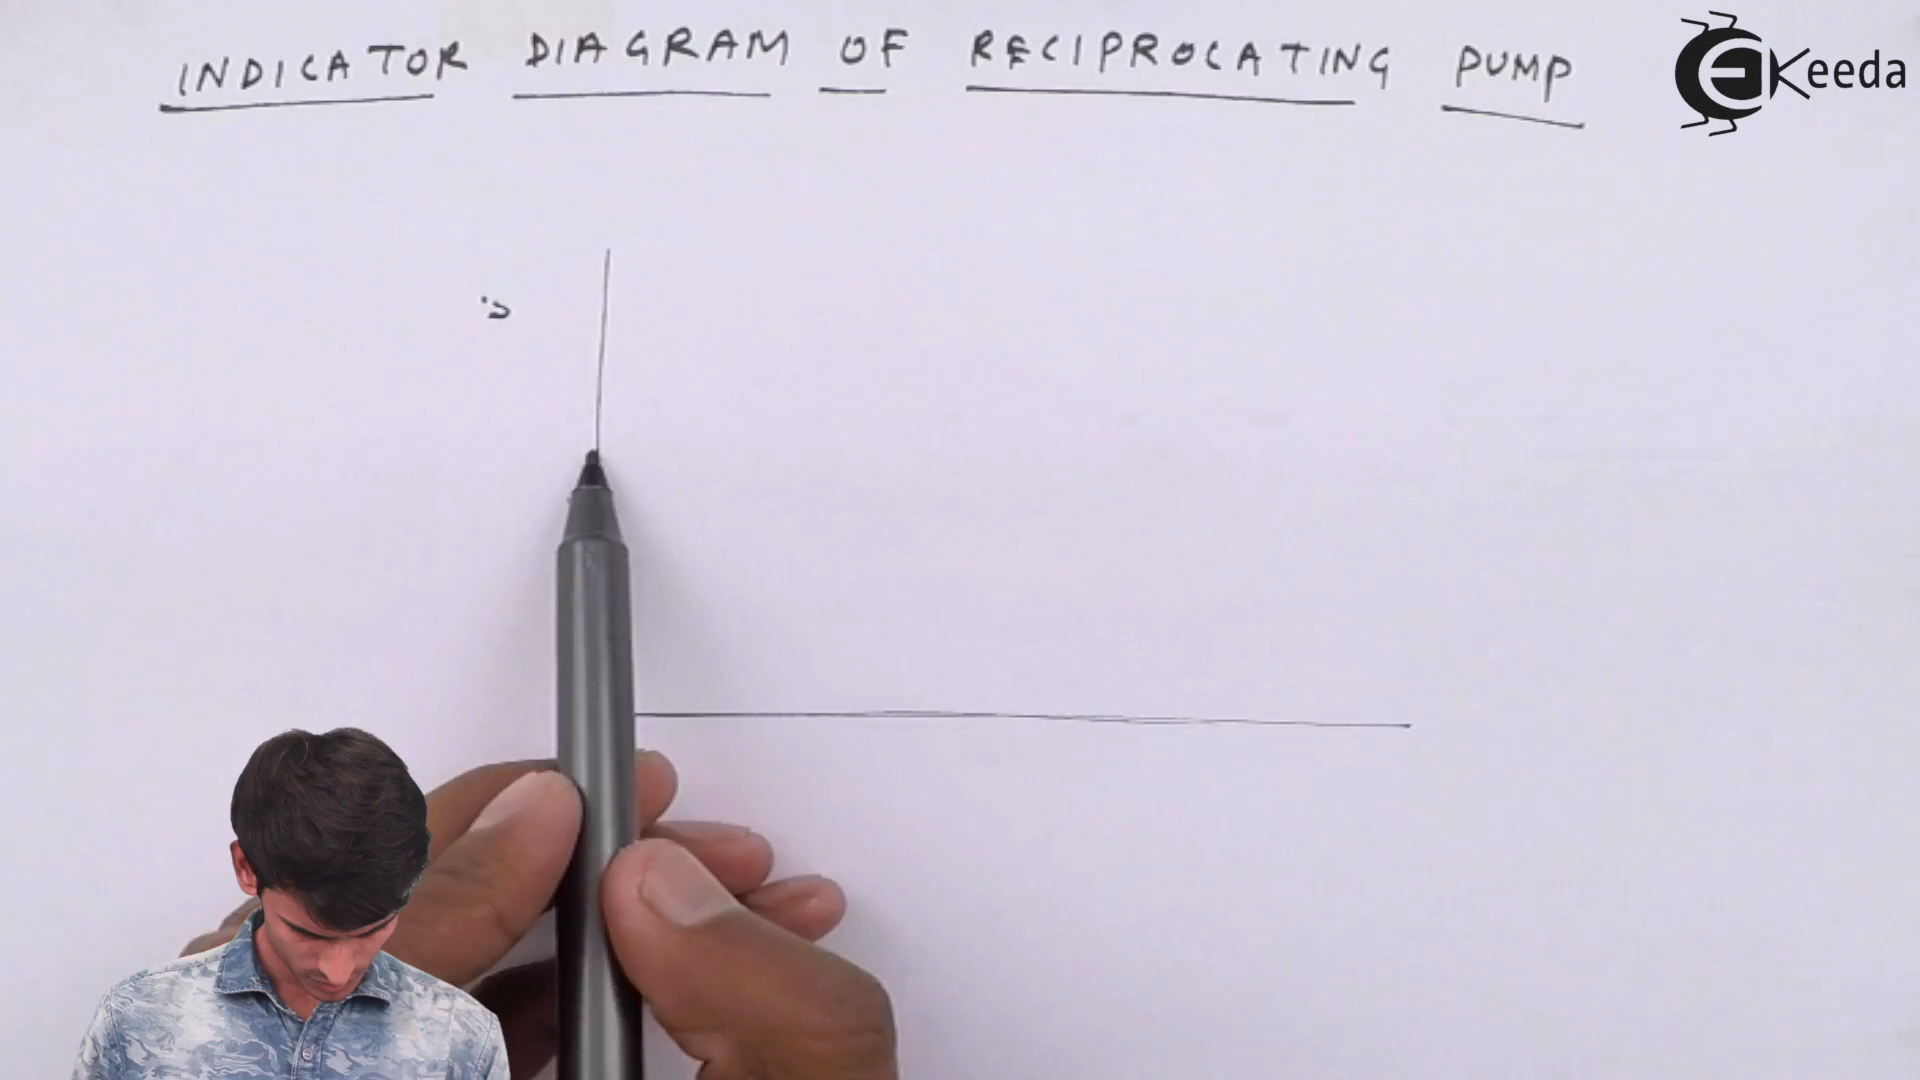 INDICATOR DIAGRAM OF RECIPROCATING PUMP
EKeeda